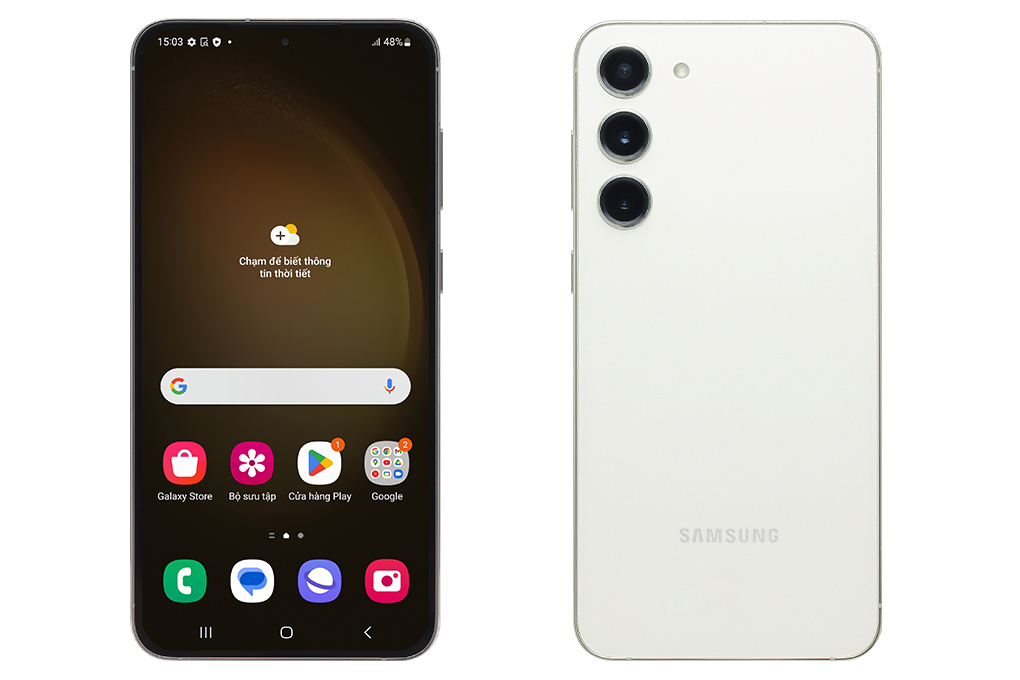 15:03
48%
Chạm để biết thông
tin thời tiết
1
2
Galaxy Store
Bộ sưu tập
Cửa hàng Play
Google
SAMSUNG